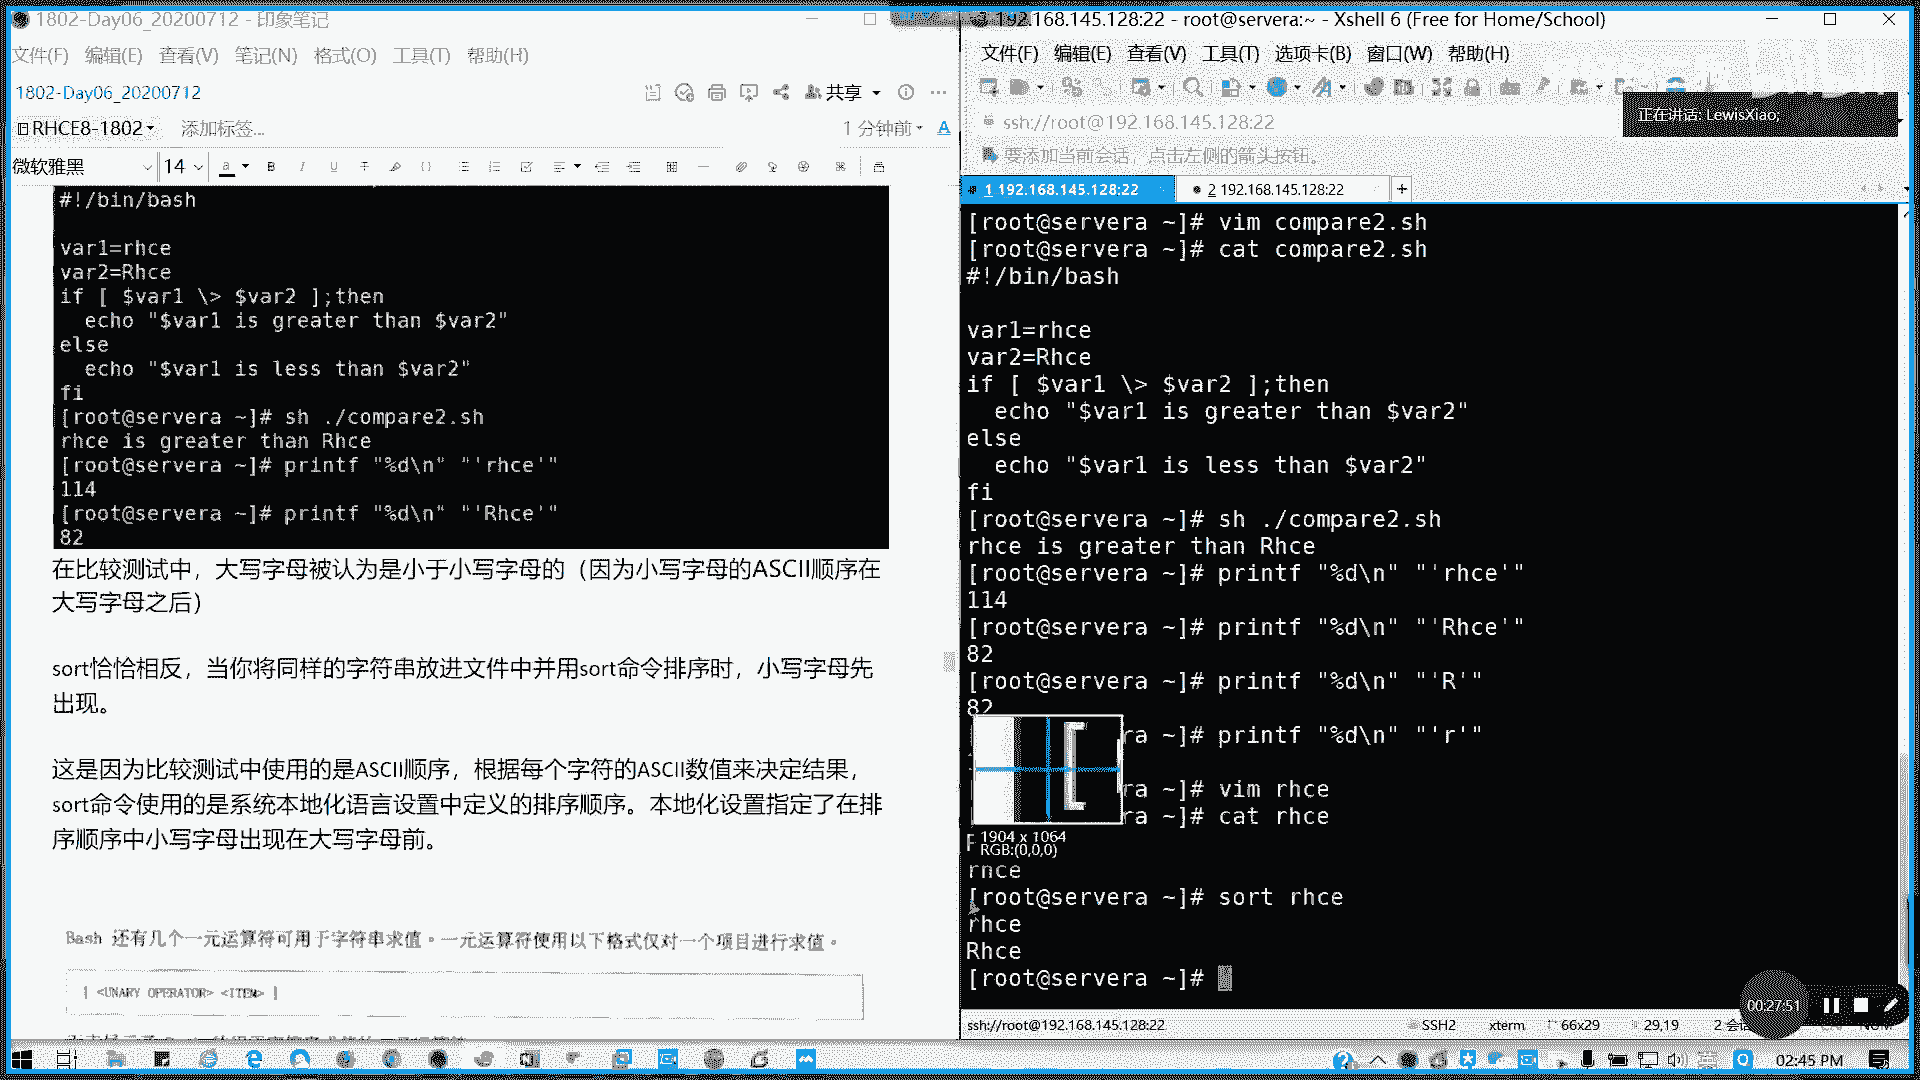 1802-Day06_20200712 - 印象笔记
文件(F) 编辑(E) 查看(V) 笔记(N) 格式(O) 工具(T) 帮助(H)
1802-Day06_20200712
共享
RHCE8-1802
添加标签...
1 分钟前
微软雅黑 14
#!/bin/bash
var1=rhce
var2=Rhce
if [ $var1 \> $var2 ];then
echo "$var1 is greater than $var2"
else
echo "$var1 is less than $var2"
fi
[root@servera ~]# sh ./compare2.sh
rhce is greater than Rhce
[root@servera ~]# printf "%d\n" "'rhce'"
114
[root@servera ~]# printf "%d\n" "'Rhce'"
82
在比较测试中，大写字母被认为是小于小写字母的（因为小写字母的ASCII顺序在
大写字母之后）
sort恰恰相反，当你将同样的字符串放进文件中并用sort命令排序时，小写字母先
出现。
这是因为比较测试中使用的是ASCII顺序，根据每个字符的ASCII数值来决定结果，
sort命令使用的是系统本地化语言设置中定义的排序顺序。本地化设置指定了在排
序顺序中小写字母出现在大写字母前。
Bash 还有几个一元运算符可用于字符串求值。一元运算符使用以下格式仅对一个项目进行求值。
[ <UNARY OPERATOR> <ITEM> ]
192.168.145.128:22 - root@servera:~ - Xshell 6 (Free for Home/School)
文件(F) 编辑(E) 查看(V) 工具(T) 选项卡(B) 窗口(W) 帮助(H)
正在讲话: LewisXiao;
ssh://root@192.168.145.128:22
要添加当前会话，点击左侧的箭头按钮。
1 192.168.145.128:22
2 192.168.145.128:22
[root@servera ~]# vim compare2.sh
[root@servera ~]# cat compare2.sh
#!/bin/bash
var1=rhce
var2=Rhce
if [ $var1 \> $var2 ];then
echo "$var1 is greater than $var2"
else
echo "$var1 is less than $var2"
fi
[root@servera ~]# sh ./compare2.sh
rhce is greater than Rhce
[root@servera ~]# printf "%d\n" "'rhce'"
114
[root@servera ~]# printf "%d\n" "'Rhce'"
82
[root@servera ~]# printf "%d\n" "'R'"
82
ra ~]# printf "%d\n" "'r'"
ra ~]# vim rhce
ra ~]# cat rhce
1904 x 1064
RGB:(0,0,0)
rhce
[root@servera ~]# sort rhce
rhce
Rhce
[root@servera ~]#
00:27:51
ssh://root@192.168.145.128:22 SSH2 xterm 66x29 29,19
02:45 PM